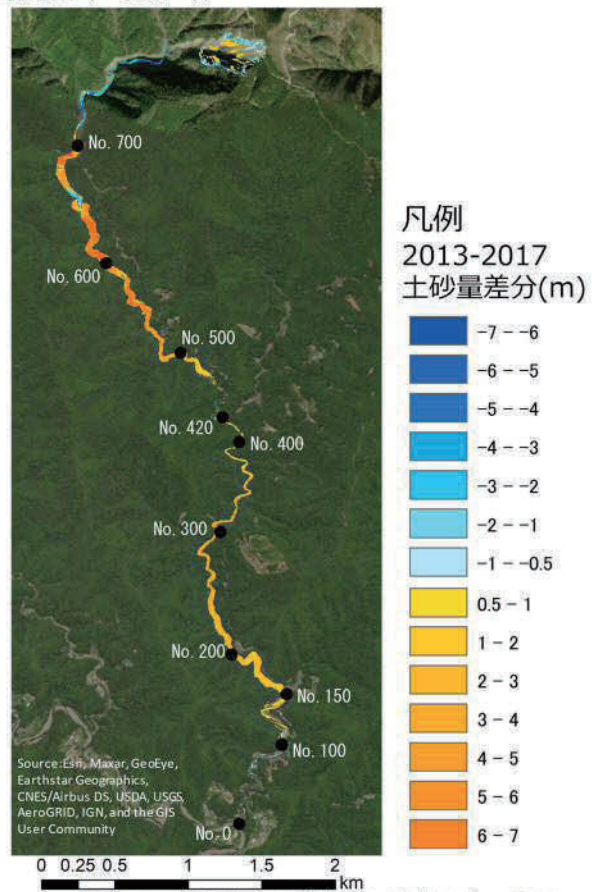 No. 700
No. 600
No. 500
No. 420
No. 400
No. 300
No. 200
No. 150
No. 100
No. 0
Source:Esri, Maxar, GeoEye,
Earthstar Geographics,
CNES/Airbus DS, USDA, USGS,
AeroGRID, IGN, and the GIS
User Community
0 0.25 0.5 1 1.5 2
km
凡例
2013-2017
土砂量差分(m)
-7 - -6
-6 - -5
-5 - -4
-4 - -3
-3 - -2
-2 - -1
-1 - -0.5
0.5 - 1
1 - 2
2 - 3
3 - 4
4 - 5
5 - 6
6 - 7